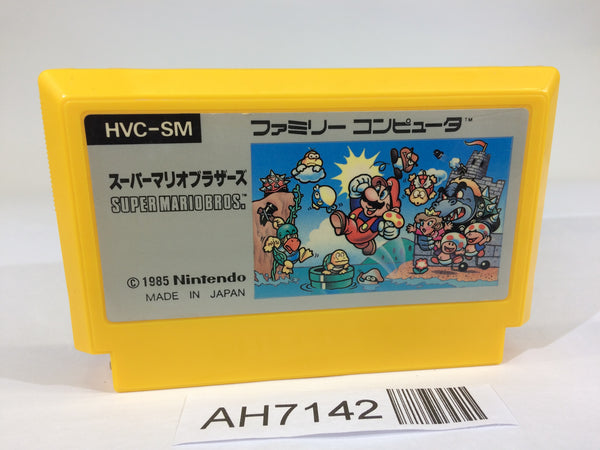 HVC-SM
ファミリー コンピュータ™
スーパーマリオブラザーズ
SUPER MARIO BROS.
©1985 Nintendo
MADE IN JAPAN
AH7142